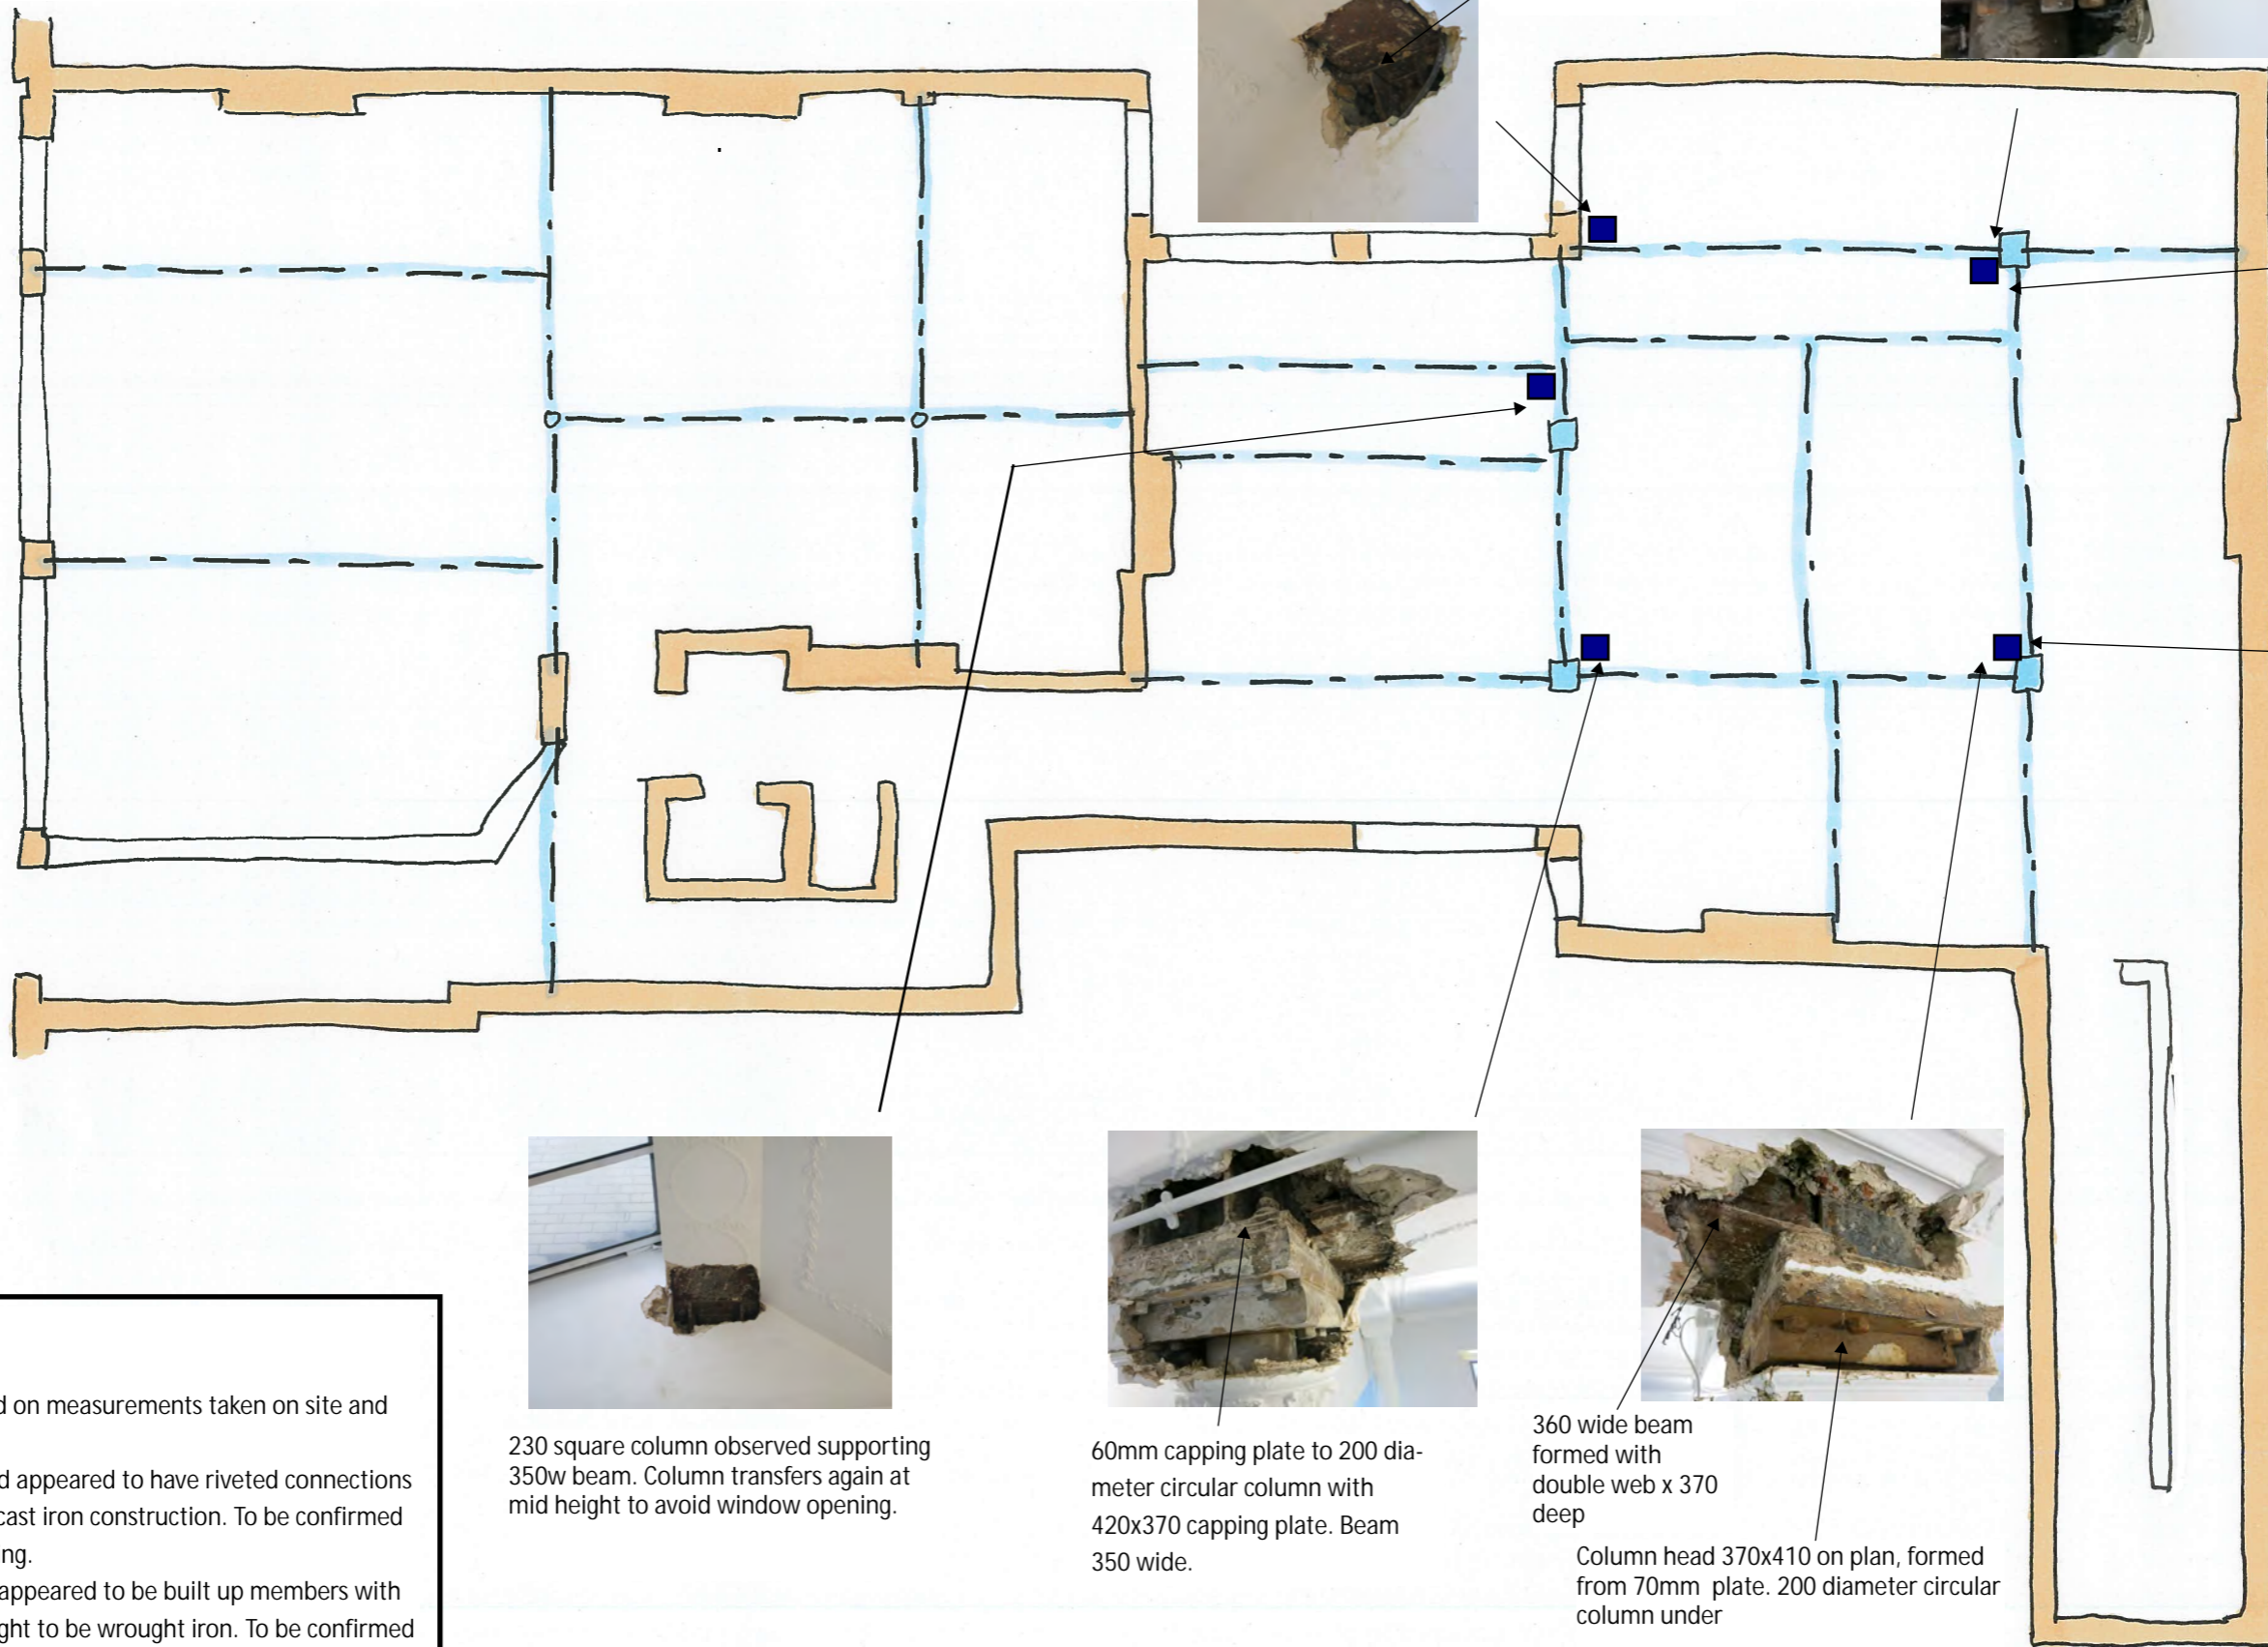 d on measurements taken on site and
d appeared to have riveted connections
cast iron construction. To be confirmed
ng.
appeared to be built up members with
ght to be wrought iron. To be confirmed
230 square column observed supporting
350w beam. Column transfers again at
mid height to avoid window opening.
60mm capping plate to 200 dia-
meter circular column with
420x370 capping plate. Beam
350 wide.
360 wide beam
formed with
double web x 370
deep
Column head 370x410 on plan, formed
from 70mm  plate. 200 diameter circular
column under